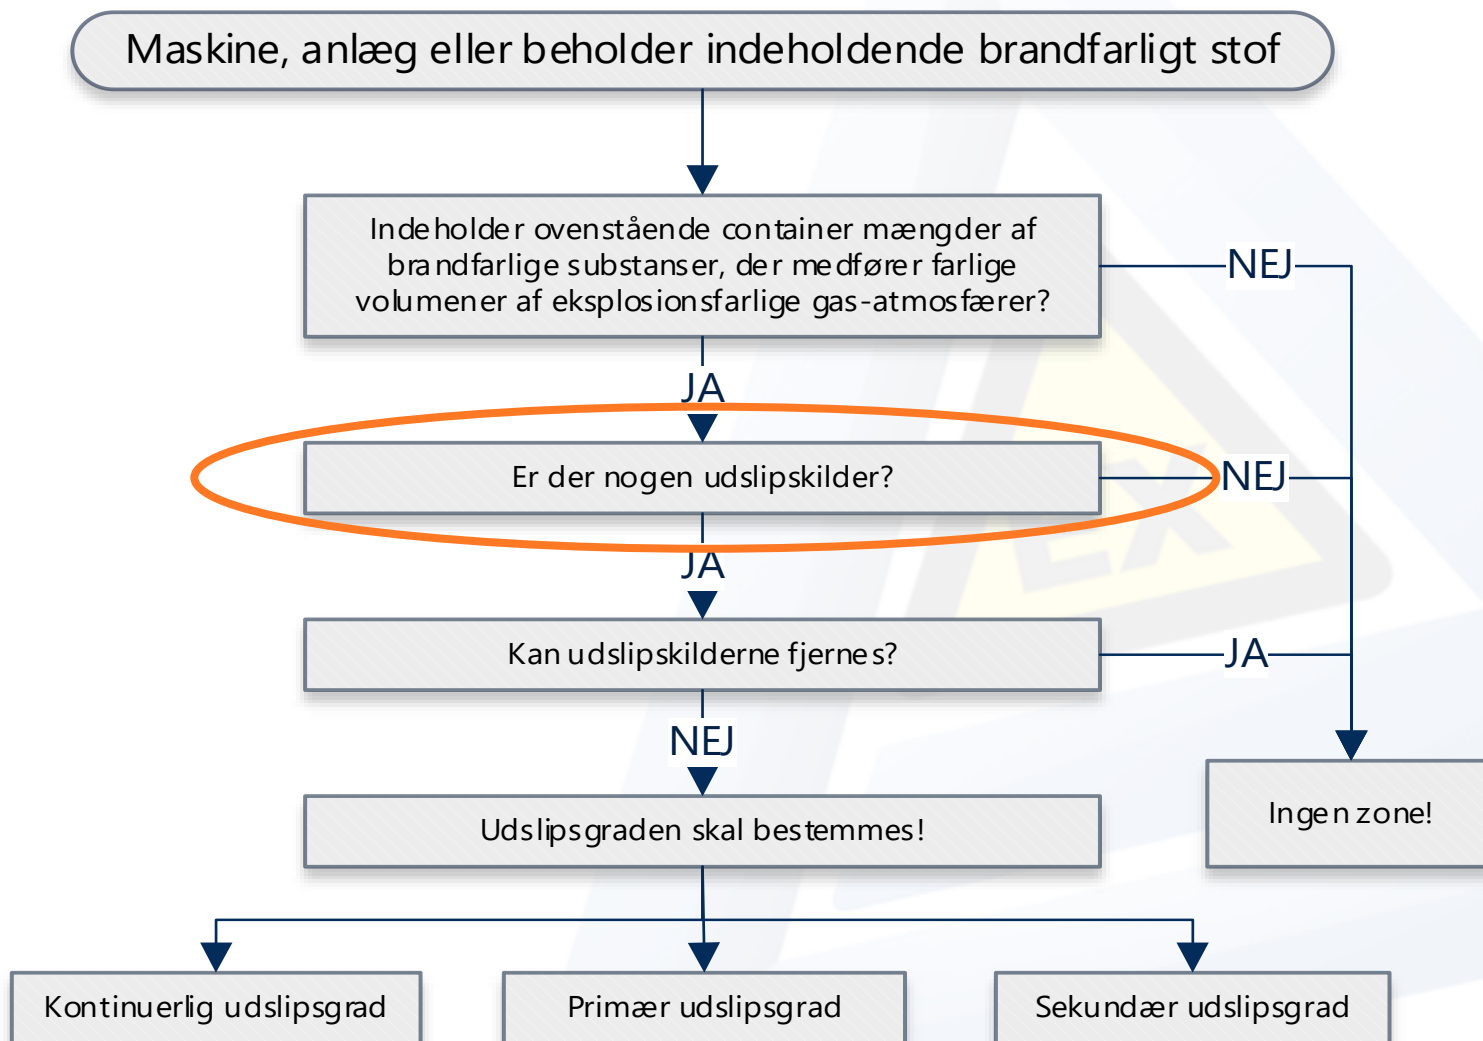 Maskine, anlæg eller beholder indeholdende brandfarligt stof
Indeholder ovenstående container mængder af
brandfarlige substanser, der medfører farlige
volumener af eksplosionsfarlige gas-atmosfærer?
NEJ
JA
Er der nogen udslipskilder?
NEJ
JA
Kan udslipskilderne fjernes?
JA
NEJ
Udslipsgraden skal bestemmes!
Ingen zone!
Kontinuerlig udslipsgrad
Primær udslipsgrad
Sekundær udslipsgrad
EX